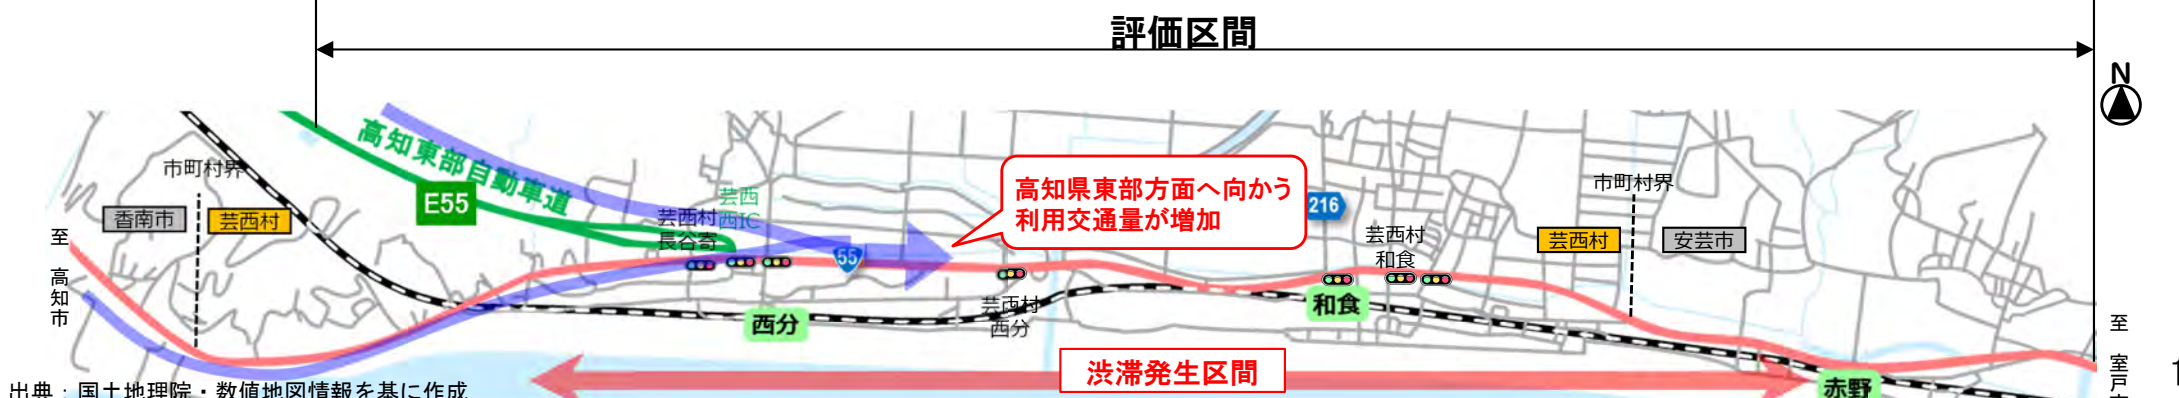 評価区間
N
高知東部自動車道
E55
市町村界
香南市
芸西村
至 高知市
芸西
西IC
芸西村
長谷寄
55
高知県東部方面へ向かう
利用交通量が増加
216
芸西村
和食
市町村界
芸西村
安芸市
西分
芸西村
西分
和食
渋滞発生区間
赤野
至 室戸
出典：国土地理院・数値地図情報を基に作成
1